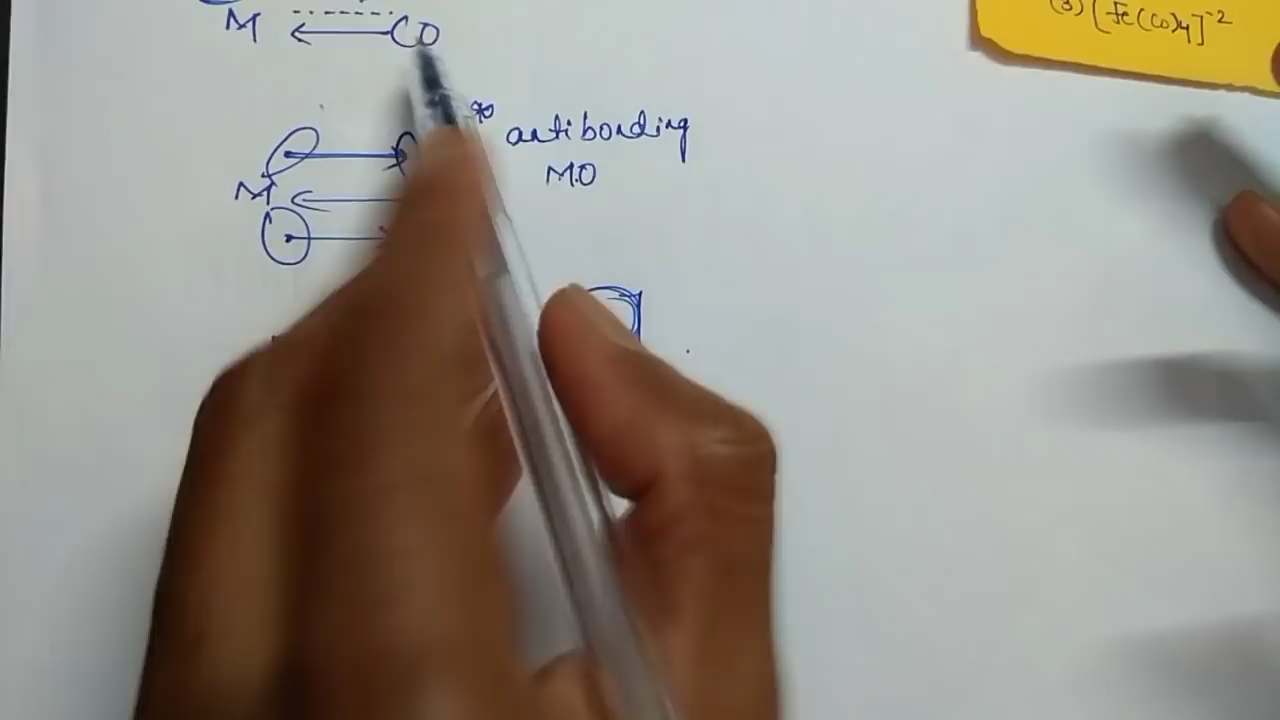 M CO
(3) [Fe(CO)4]⁻²
* antibonding
M.O
M